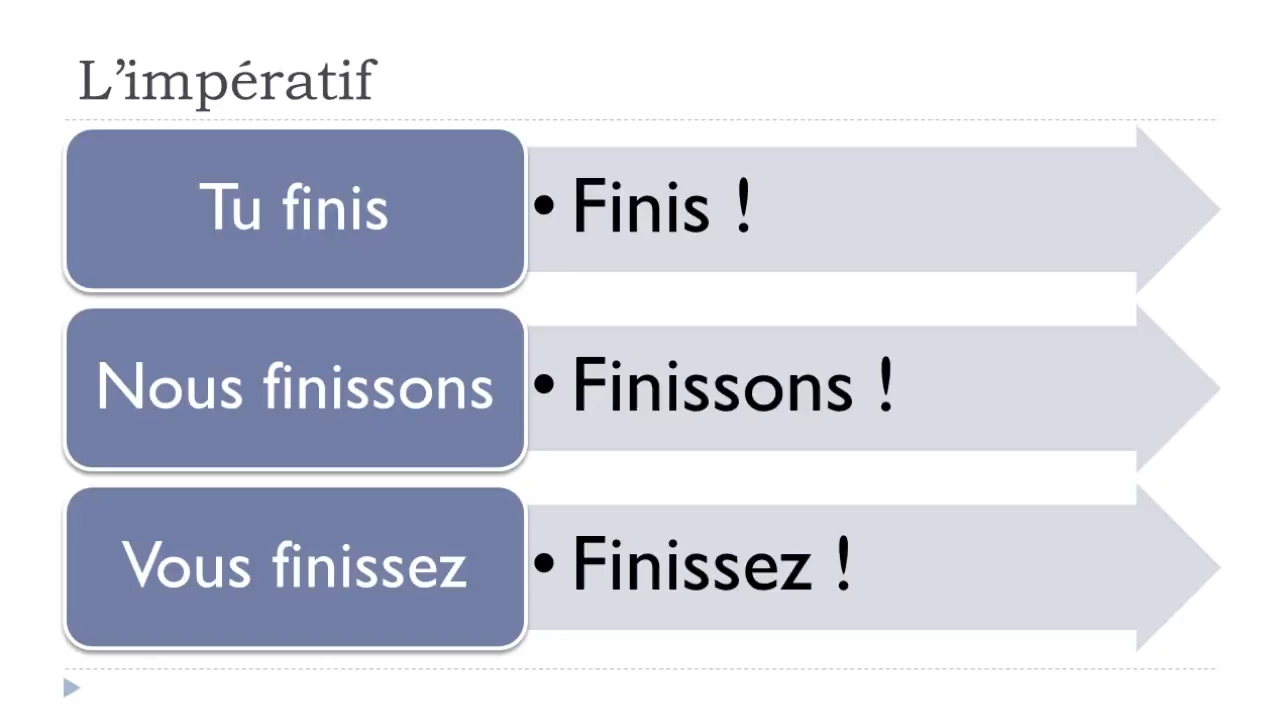 L’impératif
Tu finis
• Finis !
Nous finissons
• Finissons !
Vous finissez
• Finissez !